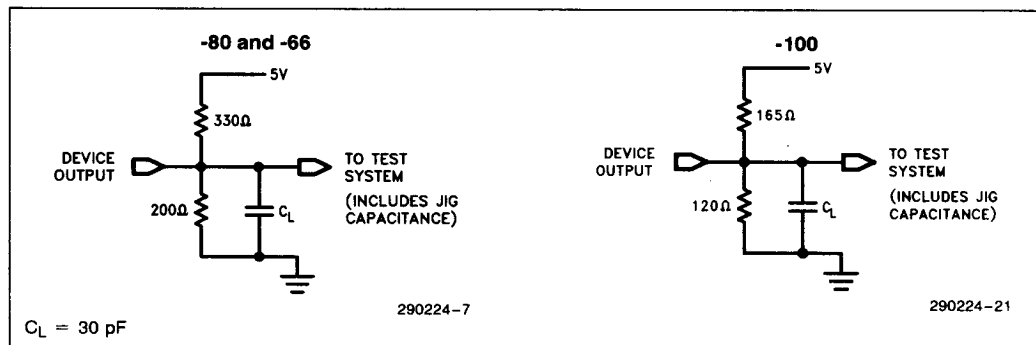 -80 and -66
5V
330Ω
DEVICE
OUTPUT
TO TEST
SYSTEM
(INCLUDES JIG
CAPACITANCE)
200Ω
CL
290224-7
CL = 30 pF
-100
5V
165Ω
DEVICE
OUTPUT
TO TEST
SYSTEM
(INCLUDES JIG
CAPACITANCE)
120Ω
CL
290224-21